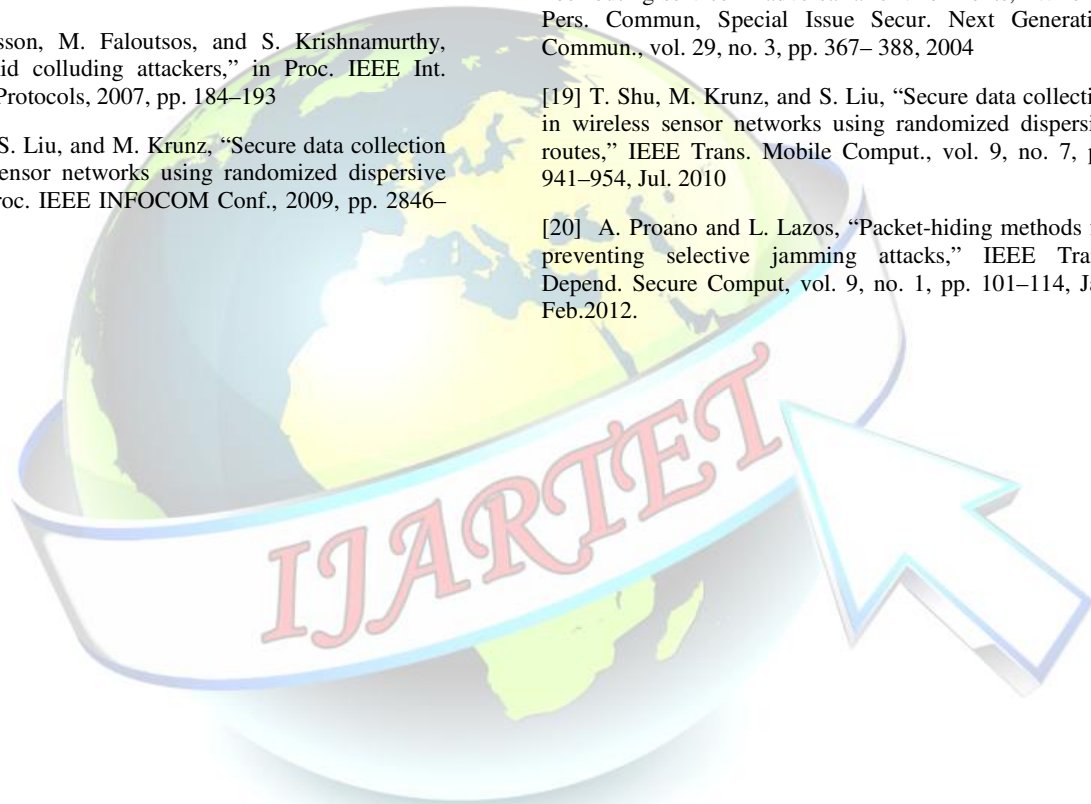 sson, M. Faloutsos, and S. Krishnamurthy,
id colluding attackers,” in Proc. IEEE Int.
Protocols, 2007, pp. 184–193
S. Liu, and M. Krunz, “Secure data collection
ensor networks using randomized dispersive
roc. IEEE INFOCOM Conf., 2009, pp. 2846–
Pers. Commun, Special Issue Secur. Next Generati
Commun., vol. 29, no. 3, pp. 367– 388, 2004
[19] T. Shu, M. Krunz, and S. Liu, “Secure data collecti
in wireless sensor networks using randomized dispersi
routes,” IEEE Trans. Mobile Comput., vol. 9, no. 7, p
941–954, Jul. 2010
[20] A. Proano and L. Lazos, “Packet-hiding methods f
preventing selective jamming attacks,” IEEE Tra
Depend. Secure Comput, vol. 9, no. 1, pp. 101–114, Ja
Feb.2012.
IJARTET